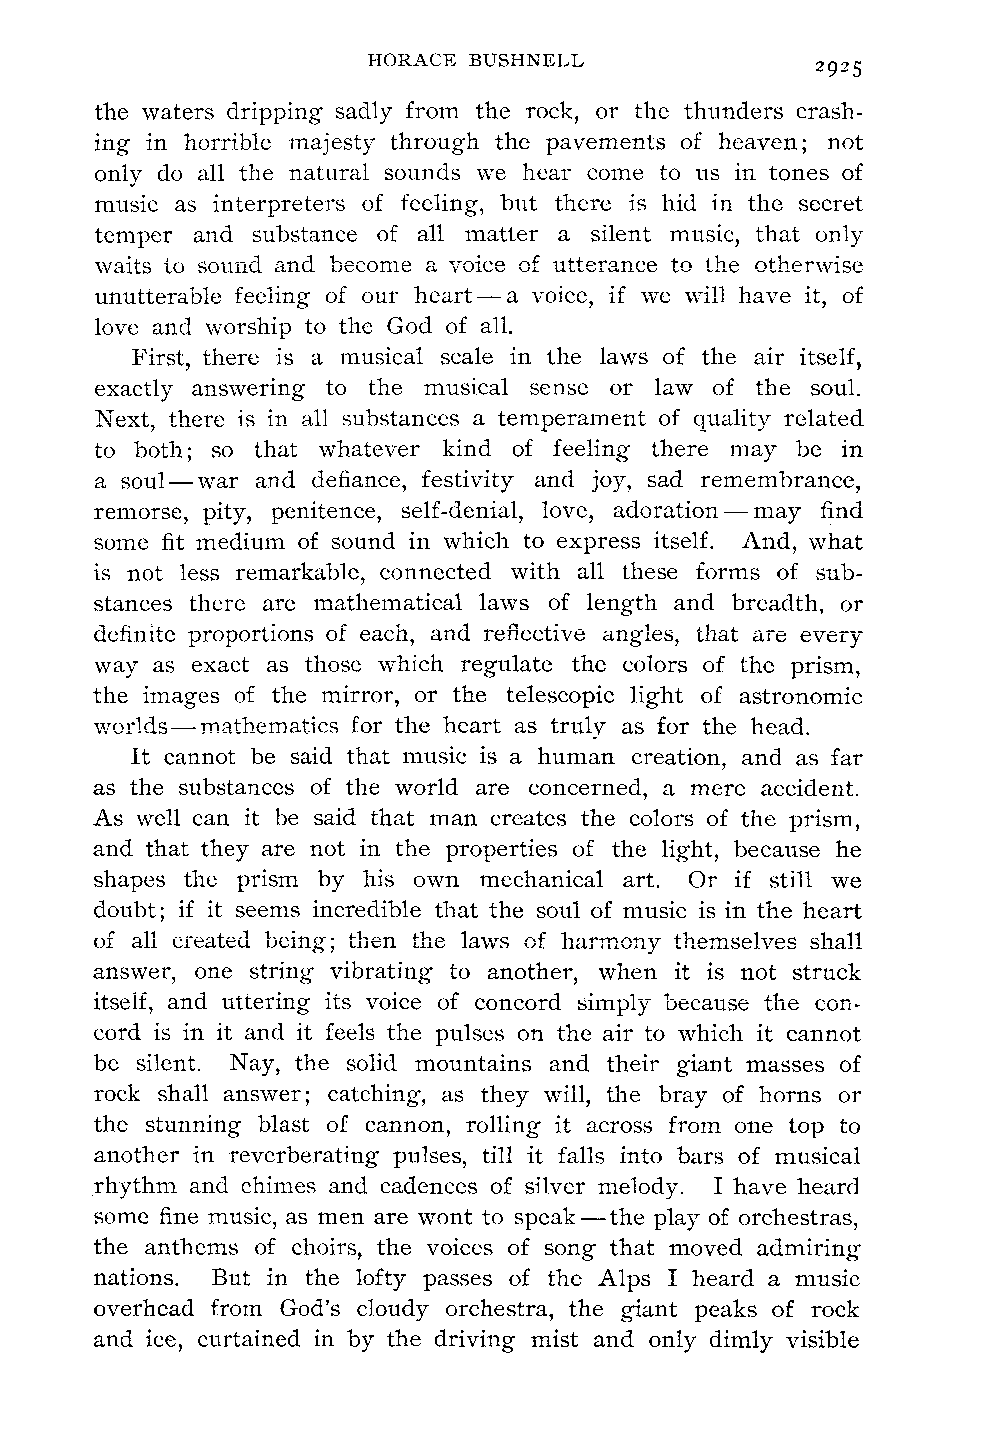 HORACE BUSHNELL
2925
the waters dripping sadly from the rock, or the thunders crash-
ing in horrible majesty through the pavements of heaven; not
only do all the natural sounds we hear come to us in tones of
music as interpreters of feeling, but there is hid in the secret
temper and substance of all matter a silent music, that only
waits to sound and become a voice of utterance to the otherwise
unutterable feeling of our heart—a voice, if we will have it, of
love and worship to the God of all.
First, there is a musical scale in the laws of the air itself,
exactly answering to the musical sense or law of the soul.
Next, there is in all substances a temperament of quality related
to both; so that whatever kind of feeling there may be in
a soul—war and defiance, festivity and joy, sad remembrance,
remorse, pity, penitence, self-denial, love, adoration—may find
some fit medium of sound in which to express itself. And, what
is not less remarkable, connected with all these forms of sub-
stances there are mathematical laws of length and breadth, or
definite proportions of each, and reflective angles, that are every
way as exact as those which regulate the colors of the prism,
the images of the mirror, or the telescopic light of astronomic
worlds—mathematics for the heart as truly as for the head.
It cannot be said that music is a human creation, and as far
as the substances of the world are concerned, a mere accident.
As well can it be said that man creates the colors of the prism,
and that they are not in the properties of the light, because he
shapes the prism by his own mechanical art. Or if still we
doubt; if it seems incredible that the soul of music is in the heart
of all created being; then the laws of harmony themselves shall
answer, one string vibrating to another, when it is not struck
itself, and uttering its voice of concord simply because the con-
cord is in it and it feels the pulses on the air to which it cannot
be silent. Nay, the solid mountains and their giant masses of
rock shall answer; catching, as they will, the bray of horns or
the stunning blast of cannon, rolling it across from one top to
another in reverberating pulses, till it falls into bars of musical
rhythm and chimes and cadences of silver melody. I have heard
some fine music, as men are wont to speak—the play of orchestras,
the anthems of choirs, the voices of song that moved admiring
nations. But in the lofty passes of the Alps I heard a music
overhead from God's cloudy orchestra, the giant peaks of rock
and ice, curtained in by the driving mist and only dimly visible